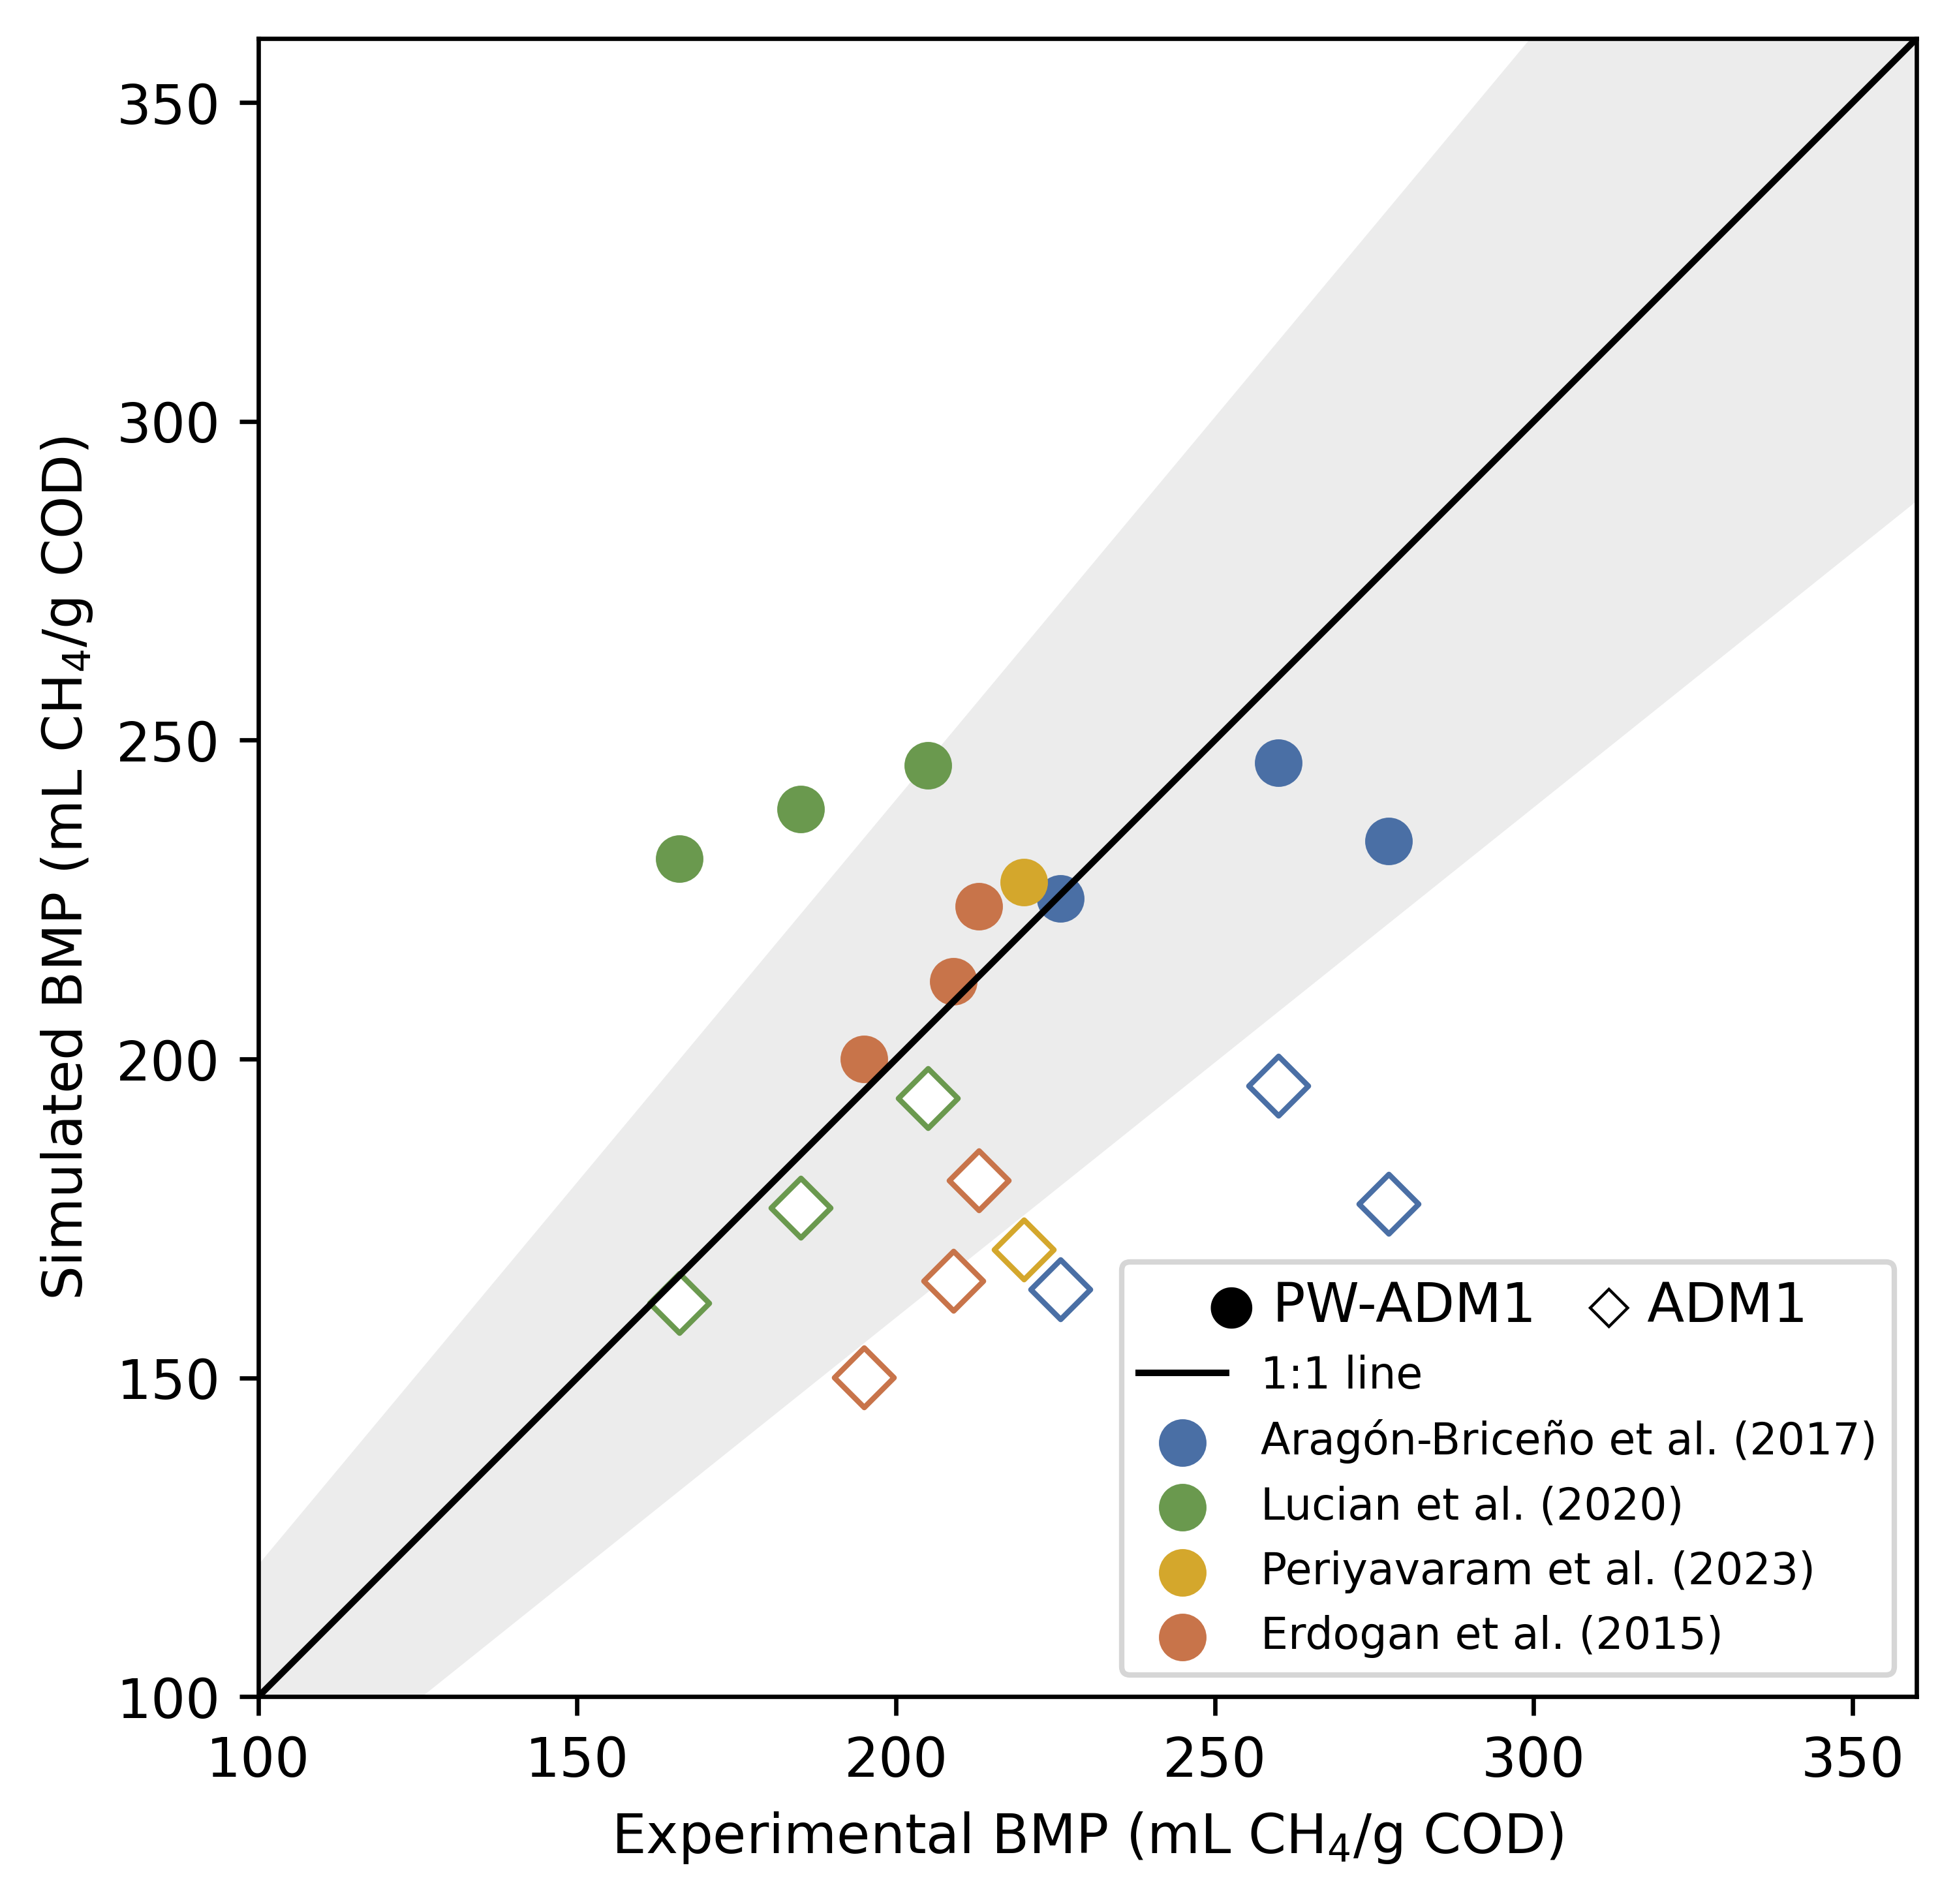 350
300
250
200
150
100
Simulated BMP (mL CH₄/g COD)
PW-ADM1 ADM1
1:1 line
Aragón-Briceño et al. (2017)
Lucian et al. (2020)
Periyavaram et al. (2023)
Erdogan et al. (2015)
100 150 200 250 300 350
Experimental BMP (mL CH₄/g COD)